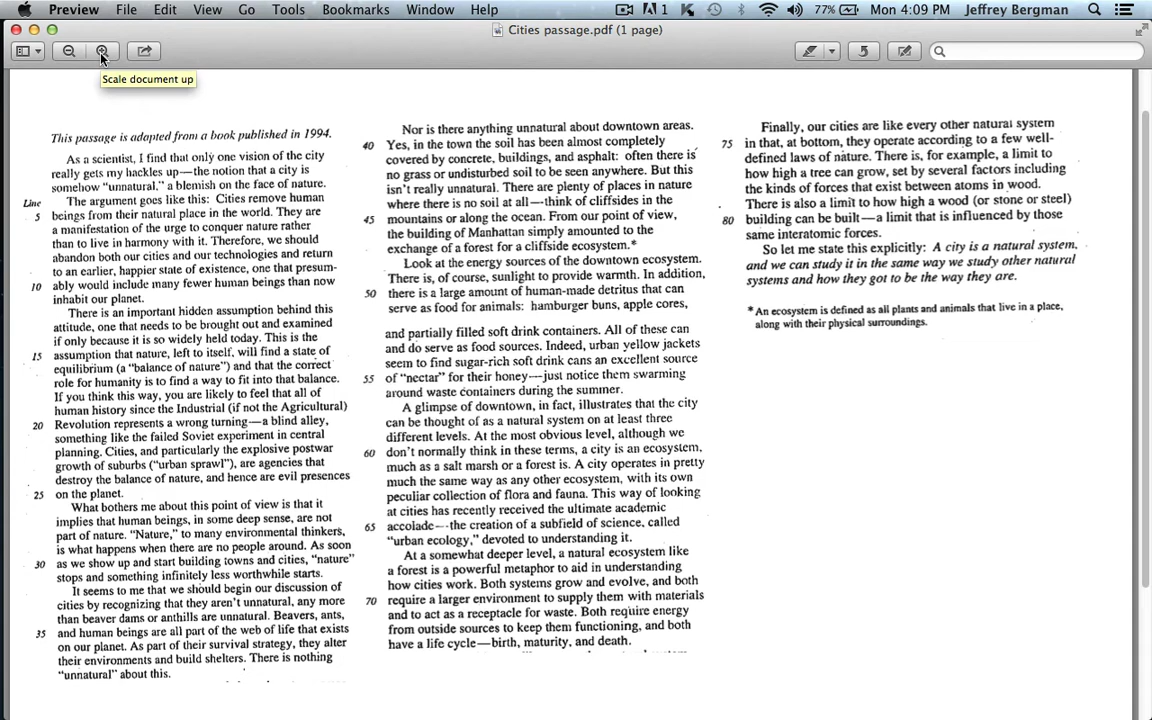 Preview File Edit View Go Tools Bookmarks Window Help 1 77% Mon 4:09 PM Jeffrey Bergman
Cities passage.pdf (1 page)
Scale document up
This passage is adapted from a book published in 1994.
As a scientist, I find that only one vision of the city
really gets my hackles up—the notion that a city is
somehow “unnatural,” a blemish on the face of nature.
Line The argument goes like this: Cities remove human
5 beings from their natural place in the world. They are
a manifestation of the urge to conquer nature rather
than to live in harmony with it. Therefore, we should
abandon both our cities and our technologies and return
to an earlier, happier state of existence, one that presum-
10 ably would include many fewer human beings than now
inhabit our planet.
There is an important hidden assumption behind this
attitude, one that needs to be brought out and examined
if only because it is so widely held today. This is the
15 assumption that nature, left to itself, will find a state of
equilibrium (a “balance of nature”) and that the correct
role for humanity is to find a way to fit into that balance.
If you think this way, you are likely to feel that all of
human history since the Industrial (if not the Agricultural)
20 Revolution represents a wrong turning—a blind alley,
something like the failed Soviet experiment in central
planning. Cities, and particularly the explosive postwar
growth of suburbs (“urban sprawl”), are agencies that
destroy the balance of nature, and hence are evil presences
25 on the planet.
What bothers me about this point of view is that it
implies that human beings, in some deep sense, are not
part of nature. “Nature,” to many environmental thinkers,
is what happens when there are no people around. As soon
30 as we show up and start building towns and cities, “nature”
stops and something infinitely less worthwhile starts.
It seems to me that we should begin our discussion of
cities by recognizing that they aren’t unnatural, any more
than beaver dams or anthills are unnatural. Beavers, ants,
35 and human beings are all part of the web of life that exists
on our planet. As part of their survival strategy, they alter
their environments and build shelters. There is nothing
“unnatural” about this.
Nor is there anything unnatural about downtown areas.
40 Yes, in the town the soil has been almost completely
covered by concrete, buildings, and asphalt: often there is
no grass or undisturbed soil to be seen anywhere. But this
isn’t really unnatural. There are plenty of places in nature
where there is no soil at all—think of cliffsides in the
45 mountains or along the ocean. From our point of view,
the building of Manhattan simply amounted to the
exchange of a forest for a cliffside ecosystem.*
Look at the energy sources of the downtown ecosystem.
There is, of course, sunlight to provide warmth. In addition,
50 there is a large amount of human-made detritus that can
serve as food for animals: hamburger buns, apple cores,
and partially filled soft drink containers. All of these can
and do serve as food sources. Indeed, urban yellow jackets
seem to find sugar-rich soft drink cans an excellent source
55 of “nectar” for their honey—just notice them swarming
around waste containers during the summer.
A glimpse of downtown, in fact, illustrates that the city
can be thought of as a natural system on at least three
different levels. At the most obvious level, although we
60 don’t normally think in these terms, a city is an ecosystem,
much as a salt marsh or a forest is. A city operates in pretty
much the same way as any other ecosystem, with its own
peculiar collection of flora and fauna. This way of looking
at cities has recently received the ultimate academic
65 accolade—the creation of a subfield of science, called
“urban ecology,” devoted to understanding it.
At a somewhat deeper level, a natural ecosystem like
a forest is a powerful metaphor to aid in understanding
how cities work. Both systems grow and evolve, and both
70 require a larger environment to supply them with materials
and to act as a receptacle for waste. Both require energy
from outside sources to keep them functioning, and both
have a life cycle—birth, maturity, and death.
Finally, our cities are like every other natural system
75 in that, at bottom, they operate according to a few well-
defined laws of nature. There is, for example, a limit to
how high a tree can grow, set by several factors including
the kinds of forces that exist between atoms in wood.
There is also a limit to how high a wood (or stone or steel)
80 building can be built—a limit that is influenced by those
same interatomic forces.
So let me state this explicitly: A city is a natural system,
and we can study it in the same way we study other natural
systems and how they got to be the way they are.
* An ecosystem is defined as all plants and animals that live in a place,
along with their physical surroundings.